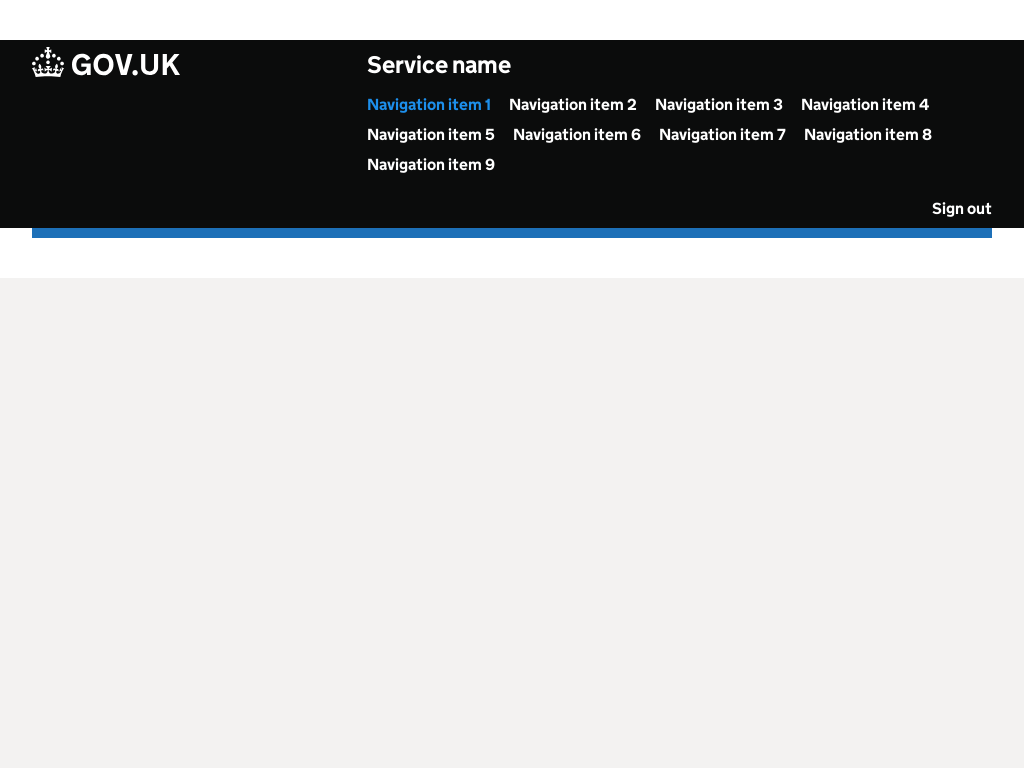 GOV.UK
Service name
Navigation item 1 Navigation item 2 Navigation item 3 Navigation item 4
Navigation item 5 Navigation item 6 Navigation item 7 Navigation item 8
Navigation item 9
Sign out